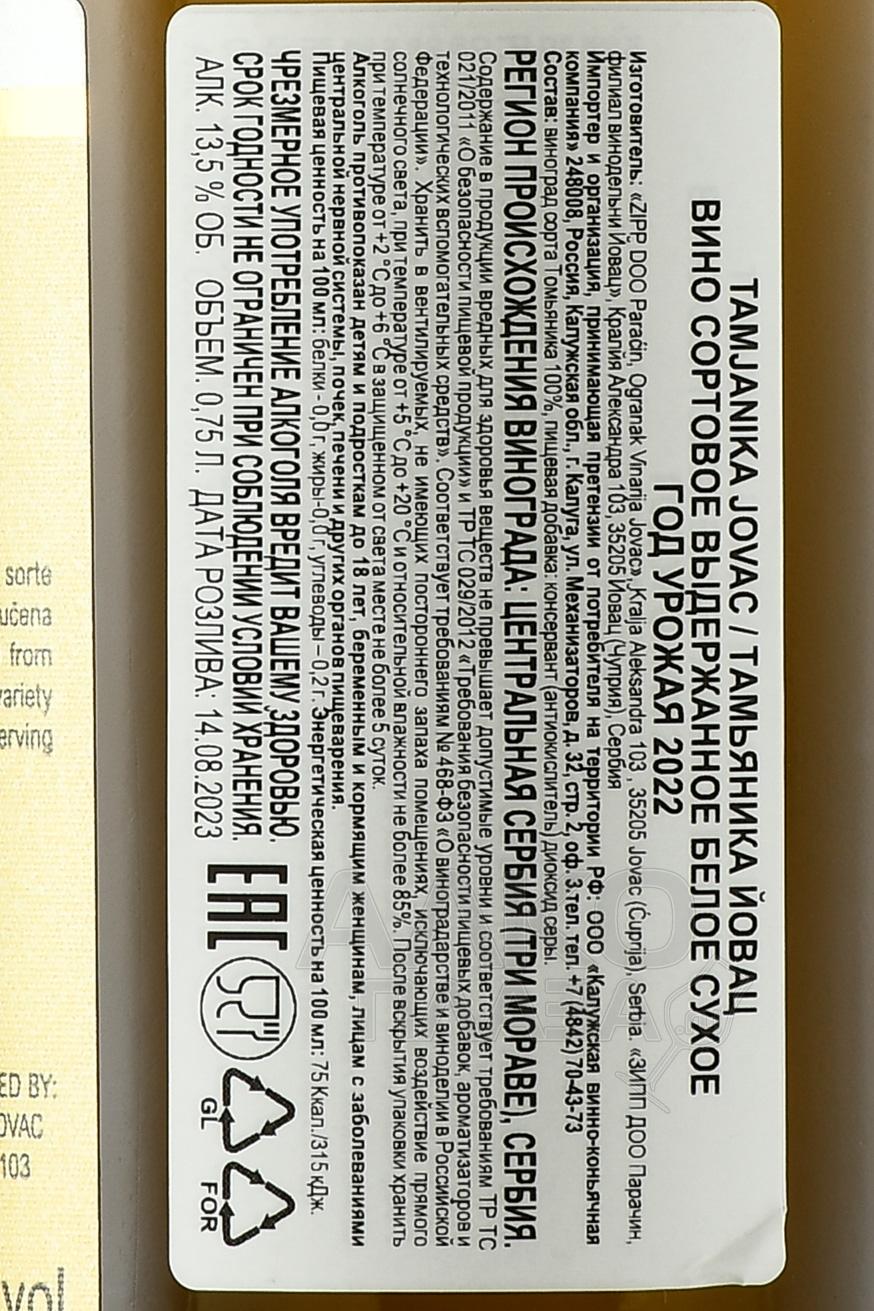 TAMJANIKA JOVAC / ТАМЬЯНИКА ЙОВАЦ
ВИНО СОРТОВОЕ ВЫДЕРЖАННОЕ БЕЛОЕ СУХОЕ
ГОД УРОЖАЯ 2022
Изготовитель: «ZIPP DOO Paraćin, Ogranak Vinarija Jovac», Kralja Aleksandra 103 , 35205 Jovac (Ćuprija), Serbia. «ЗИПП ДОО Парачин,
филиал винодельни Йовац», Кралия Александра 103, 35205 Йовац (Чуприя), Сербия
Импортер и организация, принимающая претензии от потребителя на территории РФ: ООО «Калужская винно-коньячная
компания» 248008, Россия, Калужская обл., г. Калуга, ул. Механизаторов, д. 32, стр. 2, оф. 3.тел. тел. +7 (4842) 70-43-73
Состав: виноград сорта Томьяника 100%, пищевая добавка: консервант (антиокислитель) диоксид серы.
РЕГИОН ПРОИСХОЖДЕНИЯ ВИНОГРАДА: ЦЕНТРАЛЬНАЯ СЕРБИЯ (ТРИ МОРАВЕ), СЕРБИЯ.
Содержание в продукции вредных для здоровья веществ не превышает допустимые уровни и соответствует требованиям ТР ТС
021/2011 «О безопасности пищевой продукции» и ТР ТС 029/2012 «Требования безопасности пищевых добавок, ароматизаторов и
технологических вспомогательных средств». Соответствует требованиям № 468-ФЗ «О виноградарстве и виноделии в Российской
Федерации». Хранить в вентилируемых, не имеющих постороннего запаха помещениях, исключающих воздействие прямого
солнечного света, при температуре от +5 °С до +20 °С и относительной влажности не более 85%. После вскрытия упаковки хранить
при температуре от +2 °С до +6 °С в защищенном от света месте не более 5 суток.
Алкоголь противопоказан детям и подросткам до 18 лет, беременным и кормящим женщинам, лицам с заболеваниями
центральной нервной системы, почек, печени и других органов пищеварения.
Пищевая ценность на 100 мл: белки - 0,0 г, жиры-0,0 г, углеводы – 0,2 г. Энергетическая ценность на 100 мл: 75 Ккал./315 кДж.
ЧРЕЗМЕРНОЕ УПОТРЕБЛЕНИЕ АЛКОГОЛЯ ВРЕДИТ ВАШЕМУ ЗДОРОВЬЮ.
СРОК ГОДНОСТИ НЕ ОГРАНИЧЕН ПРИ СОБЛЮДЕНИИ УСЛОВИЙ ХРАНЕНИЯ.
АЛК. 13,5 % ОБ. ОБЪЕМ. 0,75 Л. ДАТА РОЗЛИВА: 14.08.2023
EAC
GL FOR
sorte
učena
from
variety
erving
ED BY:
OVAC
103
vol